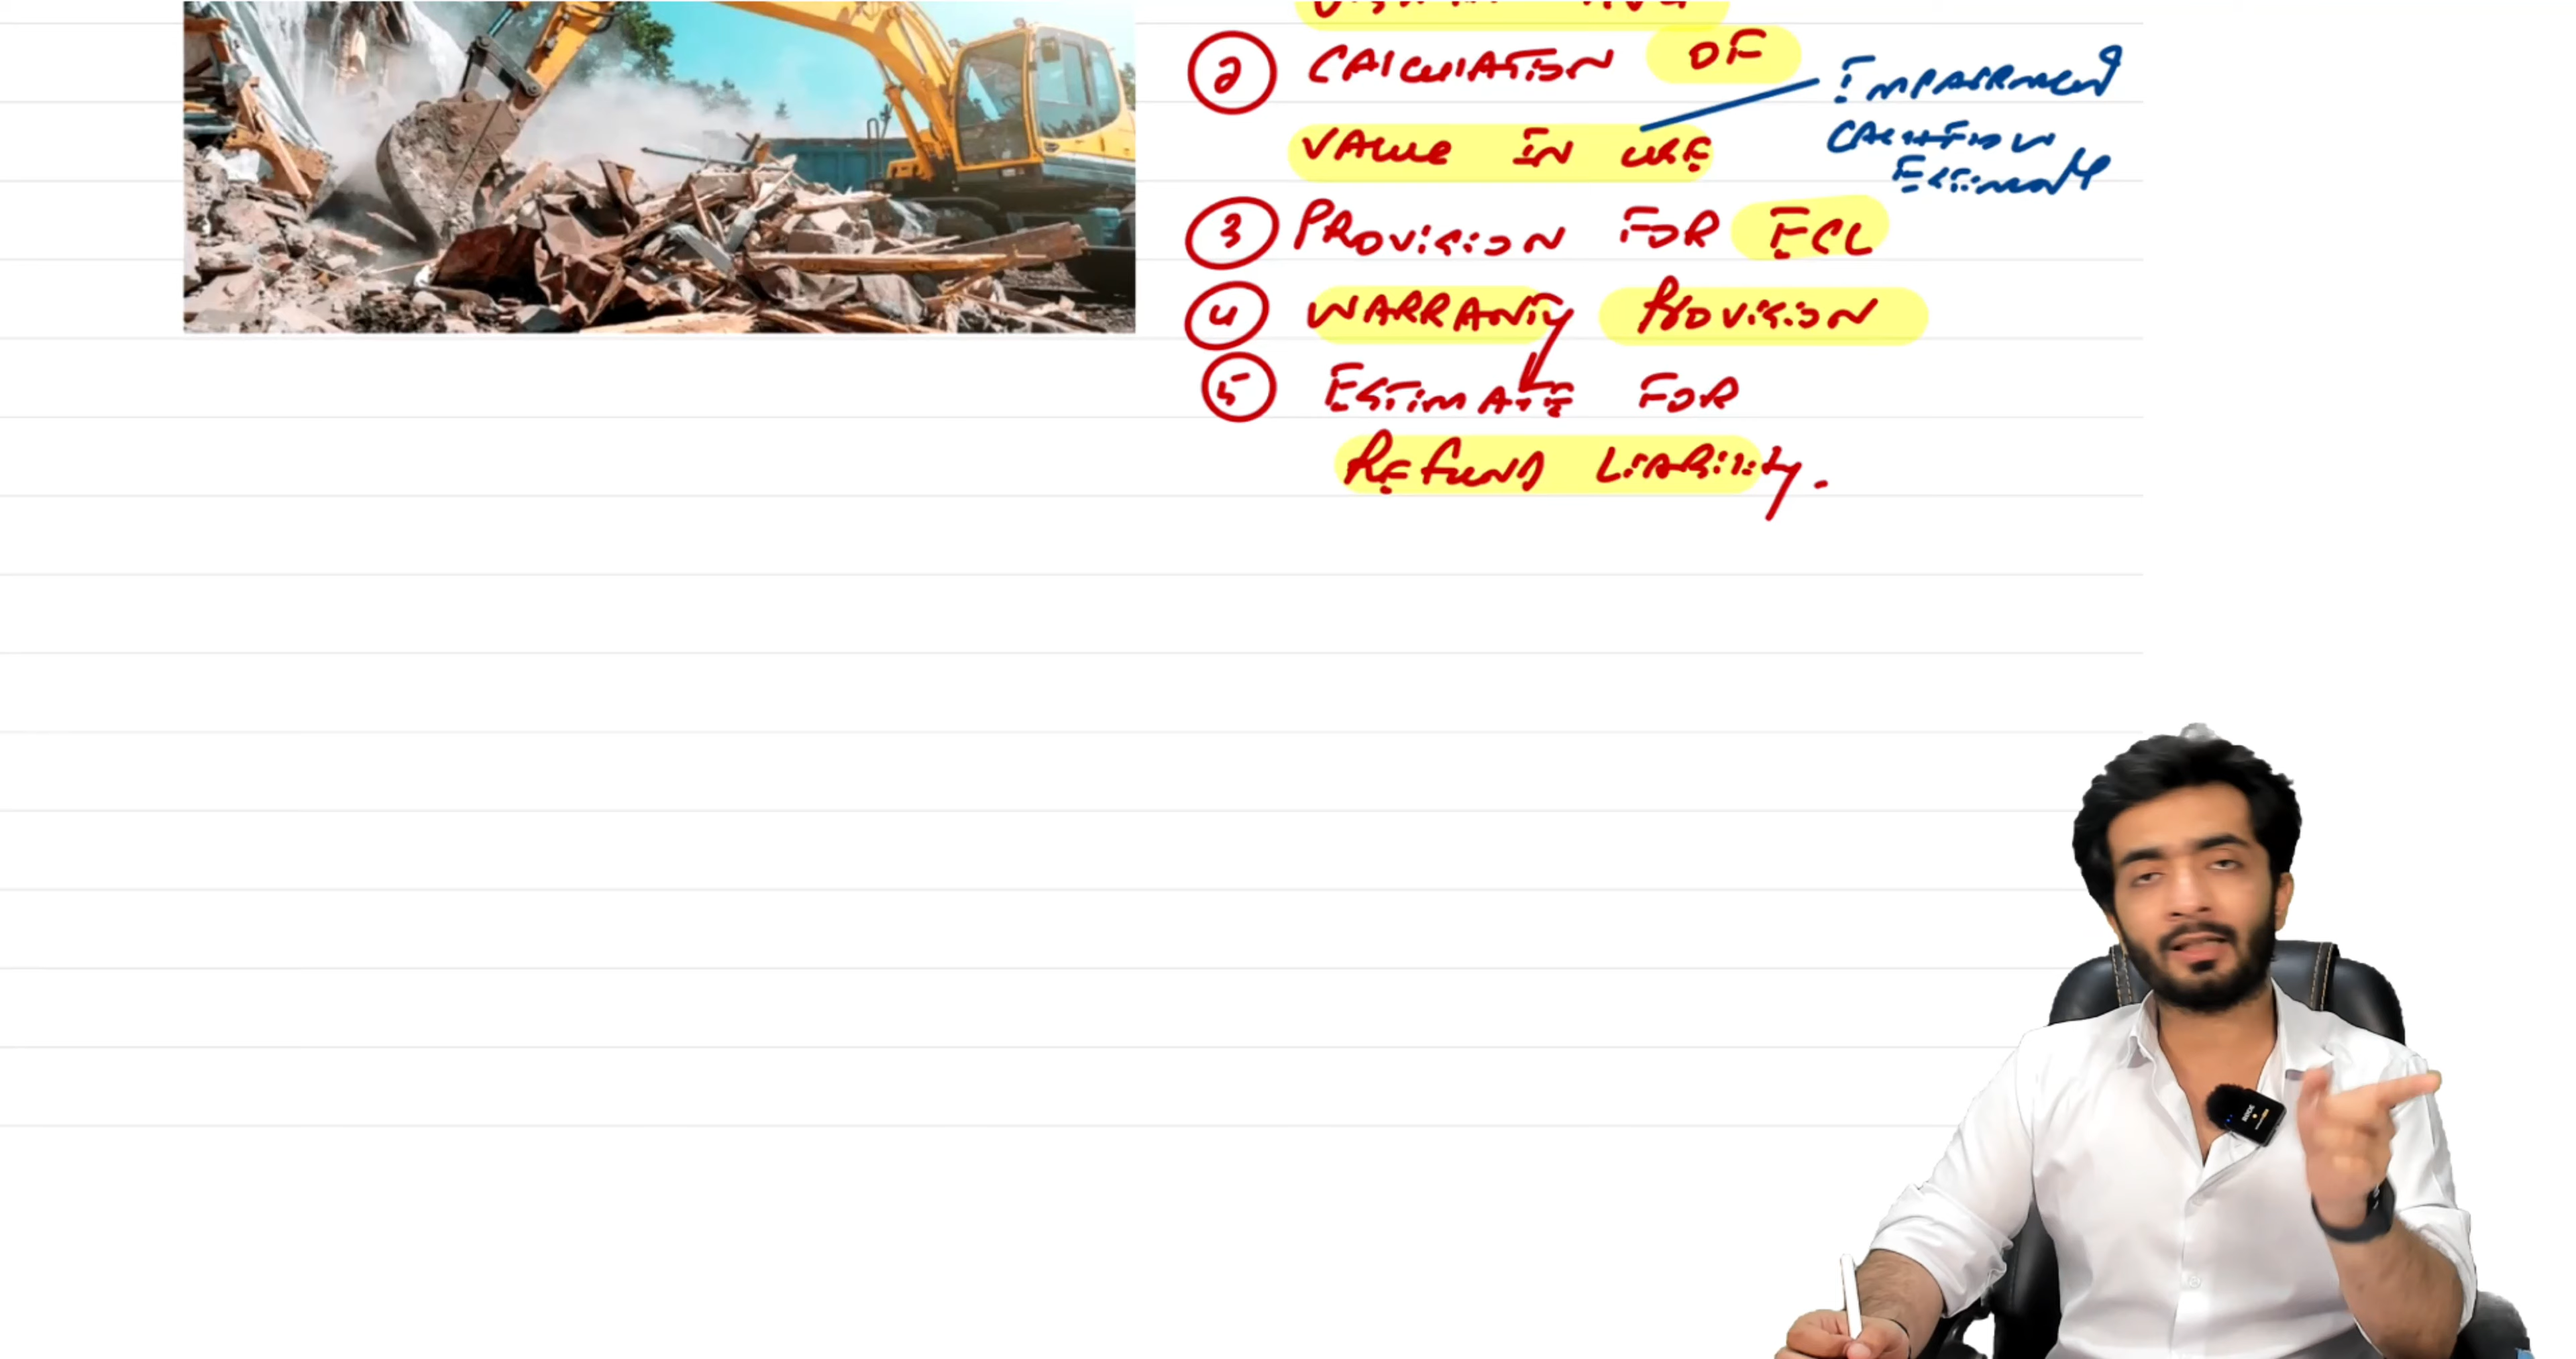 ② CALCULATION OF
VALUE IN USE
IMPAIRMENT
ESTIMATE
③ PROVISION FOR ECL
④ WARRANTY PROVISION
⑤ ESTIMATE FOR
REFUND LIABILITY.